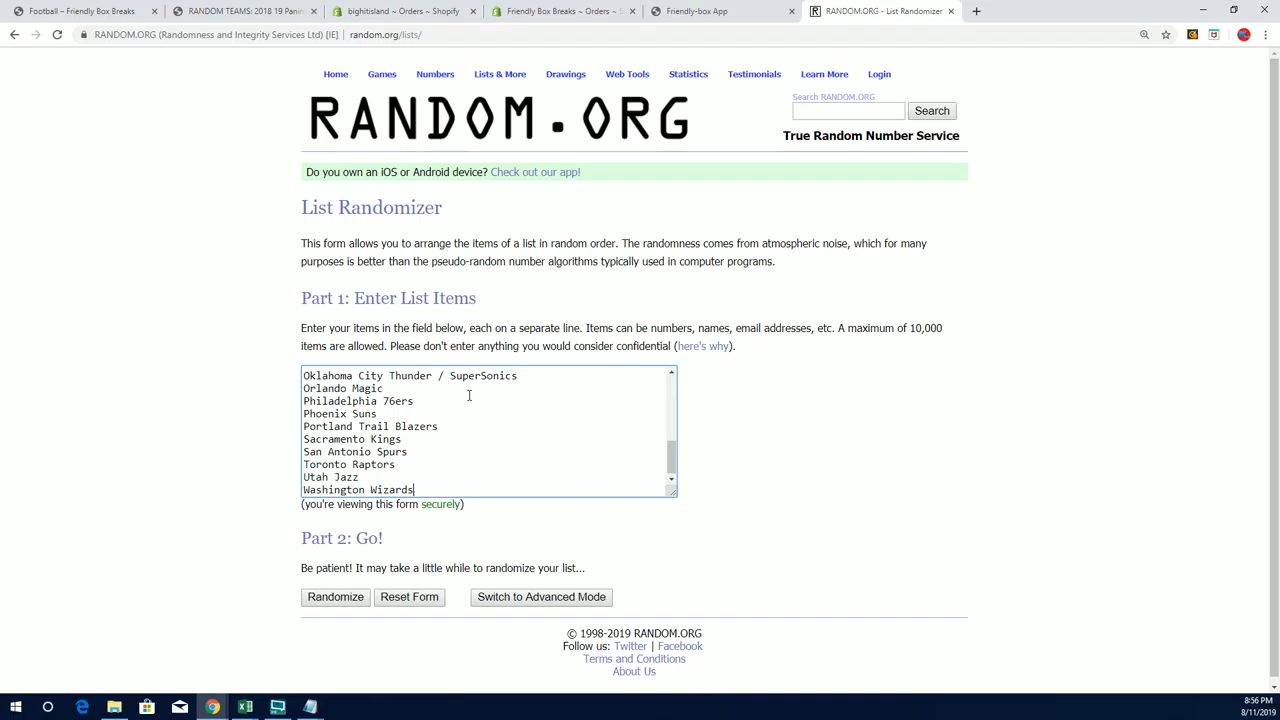 Football - Friendly Box Breaks
RANDOM TEAMS: 2018 19 Panin
bighitisland ~ Orders ~ Shopify
Friendly Box Breaks ~ Orders ~ S
Friendly-box App
RANDOM.ORG - List Randomizer
RANDOM.ORG (Randomness and Integrity Services Ltd) [IE] | random.org/lists/
Home Games Numbers Lists & More Drawings Web Tools Statistics Testimonials Learn More Login
RANDOM.ORG
Search RANDOM.ORG
Search
True Random Number Service
Do you own an iOS or Android device? Check out our app!
List Randomizer
This form allows you to arrange the items of a list in random order. The randomness comes from atmospheric noise, which for many
purposes is better than the pseudo-random number algorithms typically used in computer programs.
Part 1: Enter List Items
Enter your items in the field below, each on a separate line. Items can be numbers, names, email addresses, etc. A maximum of 10,000
items are allowed. Please don't enter anything you would consider confidential (here's why).
Oklahoma City Thunder / SuperSonics
Orlando Magic
Philadelphia 76ers
Phoenix Suns
Portland Trail Blazers
Sacramento Kings
San Antonio Spurs
Toronto Raptors
Utah Jazz
Washington Wizards
(you're viewing this form securely)
Part 2: Go!
Be patient! It may take a little while to randomize your list...
Randomize Reset Form Switch to Advanced Mode
© 1998-2019 RANDOM.ORG
Follow us: Twitter | Facebook
Terms and Conditions
About Us
8:56 PM
8/11/2019